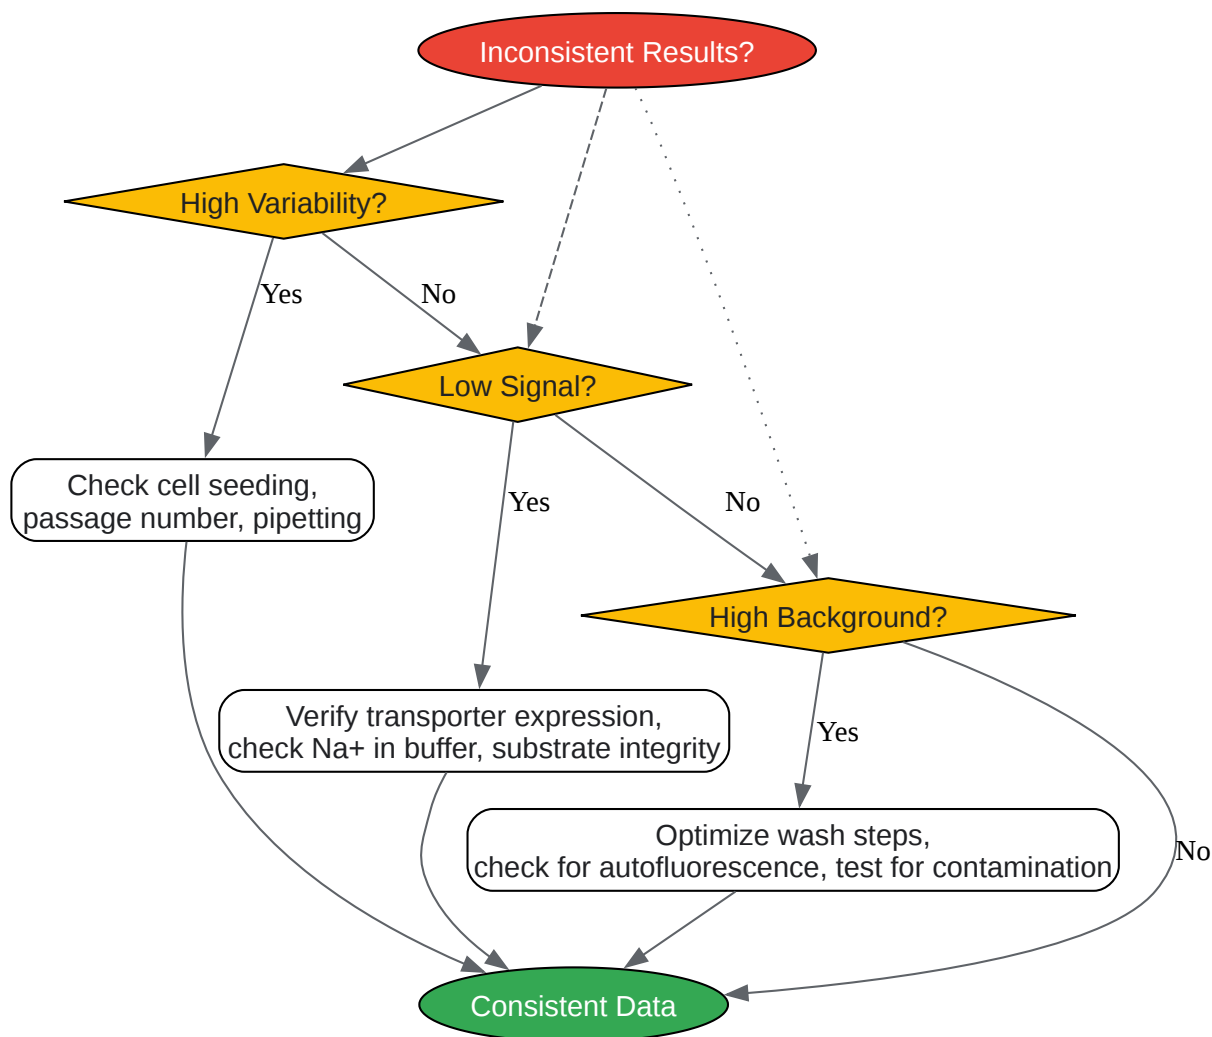 Inconsistent Results?
High Variability?
Yes
No
Low Signal?
Check cell seeding,
passage number, pipetting
Yes
No
High Background?
Verify transporter expression,
check Na+ in buffer, substrate integrity
Yes
Optimize wash steps,
check for autofluorescence, test for contamination
No
Consistent Data